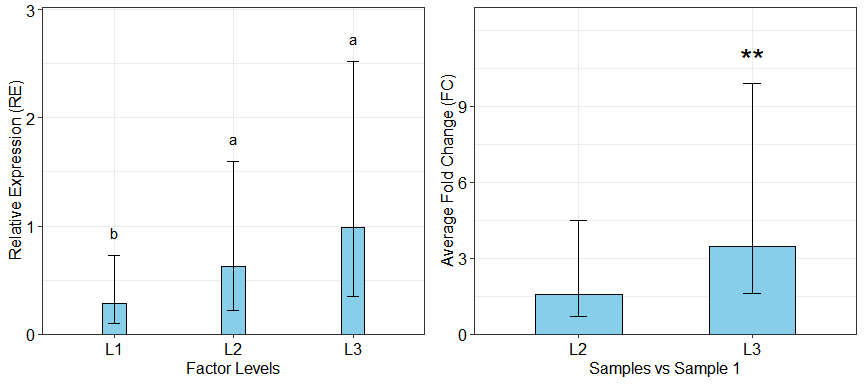 Relative Expression (RE)
3
2
1
0
b
a
a
L1
L2
L3
Factor Levels
Average Fold Change (FC)
9
6
3
0
**
L2
L3
Samples vs Sample 1